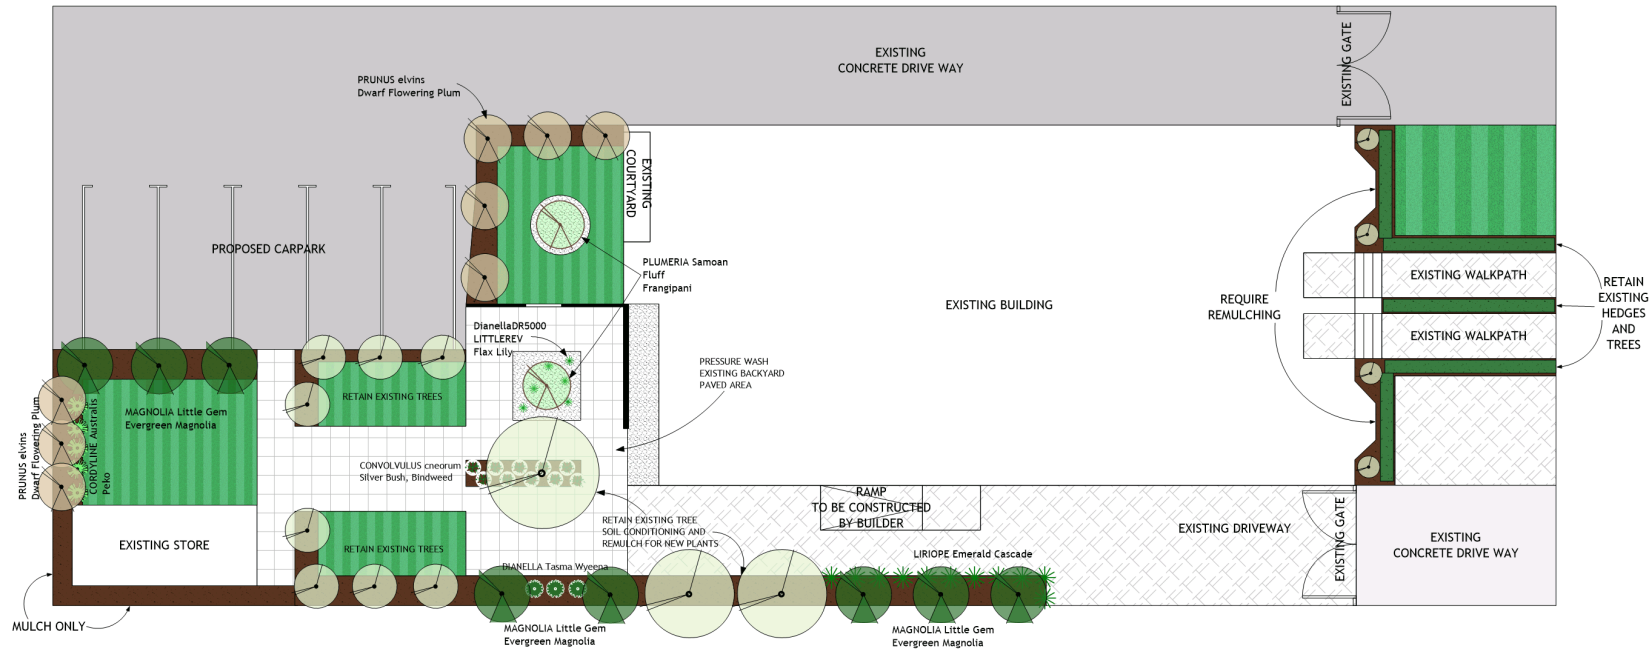 EXISTING
CONCRETE DRIVE WAY
EXISTING GATE
PRUNUS elvins
Dwarf Flowering Plum
EXISTING
COURTYARD
PROPOSED CARPARK
PLUMERIA Samoan
Fluff
Frangipani
EXISTING BUILDING
REQUIRE
REMULCHING
EXISTING WALKPATH
EXISTING WALKPATH
RETAIN
EXISTING
HEDGES
AND
TREES
DianellaDR5000
LITTLEREV
Flax Lily
PRESSURE WASH
EXISTING BACKYARD
PAVED AREA
RETAIN EXISTING TREES
MAGNOLIA Little Gem
Evergreen Magnolia
PRUNUS elvins
Dwarf Flowering Plum
CORDYLINE Australis
Peko
CONVOLVULUS cneorum
Silver Bush, Bindweed
RAMP
TO BE CONSTRUCTED
BY BUILDER
RETAIN EXISTING TREE
SOIL CONDITIONING AND
REMULCH FOR NEW PLANTS
EXISTING DRIVEWAY
EXISTING GATE
EXISTING
CONCRETE DRIVE WAY
EXISTING STORE
RETAIN EXISTING TREES
LIRIOPE Emerald Cascade
DIANELLA Tasma Wyeena
MULCH ONLY
MAGNOLIA Little Gem
Evergreen Magnolia
MAGNOLIA Little Gem
Evergreen Magnolia